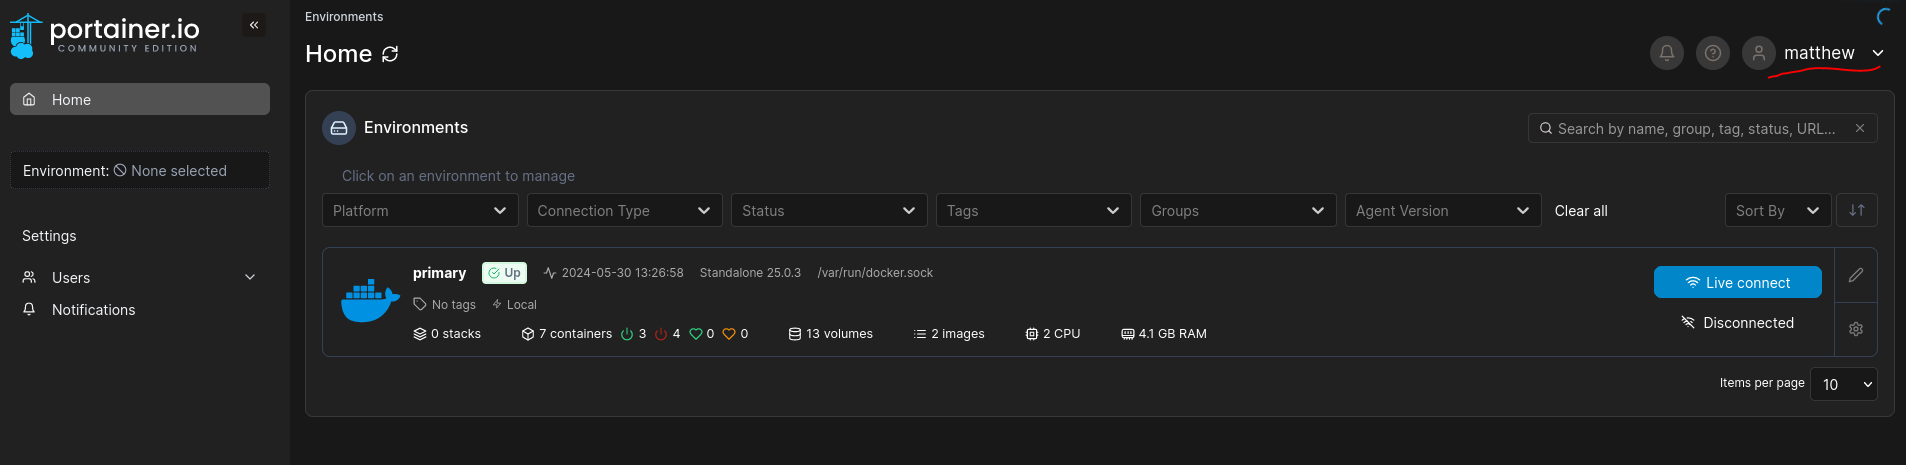 portainer.io
COMMUNITY EDITION
Home
Environment: None selected
Settings
Users
Notifications
Environments
Home
matthew
Environments
Search by name, group, tag, status, URL...
Click on an environment to manage
Platform Connection Type Status Tags Groups Agent Version Clear all Sort By
primary Up 2024-05-30 13:26:58 Standalone 25.0.3 /var/run/docker.sock
No tags Local
0 stacks 7 containers 3 4 0 0 13 volumes 2 images 2 CPU 4.1 GB RAM
Live connect
Disconnected
Items per page 10